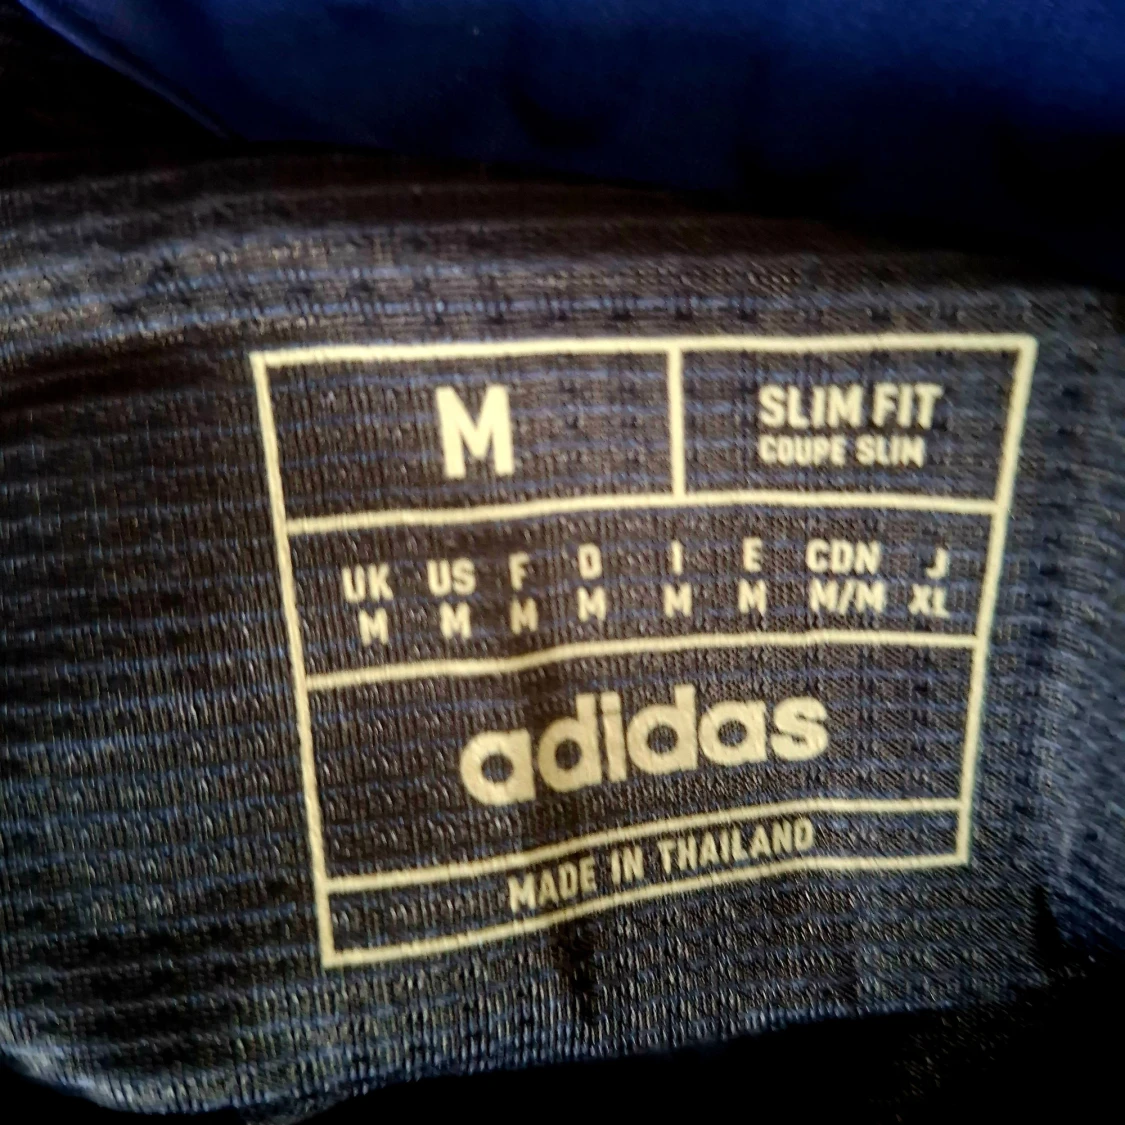 M
SLIM FIT
COUPE SLIM
UK US F D I E CDN J
M M M M M M M/M XL
adidas
MADE IN THAILAND